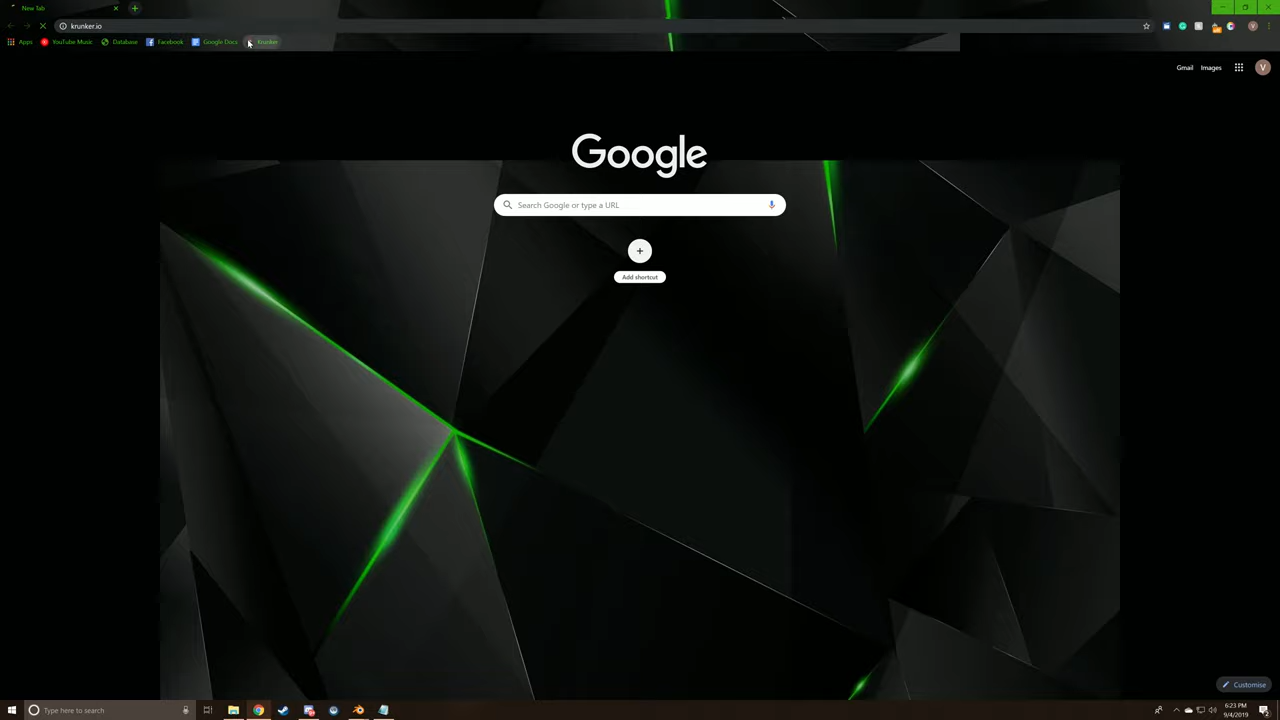 New Tab
krunker.io
Apps YouTube Music Database Facebook Google Docs Krunker
Gmail Images
V
Google
Search Google or type a URL
Add shortcut
Customise
Type here to search
6:23 PM
9/4/2019